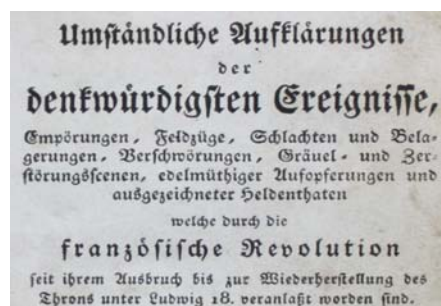 Umständliche Aufklärungen
der
denkwürdigsten Ereignisse,
Empörungen, Feldzüge, Schlachten und Bela-
gerungen, Verschwörungen, Gräuel- und Zer-
störungsscenen, edelmüthiger Aufopferungen und
ausgezeichneter Heldenthaten
welche durch die
französische Revolution
seit ihrem Ausbruch bis zur Wiederherstellung des
Throns unter Ludwig 18. veranlaßt worden sind.